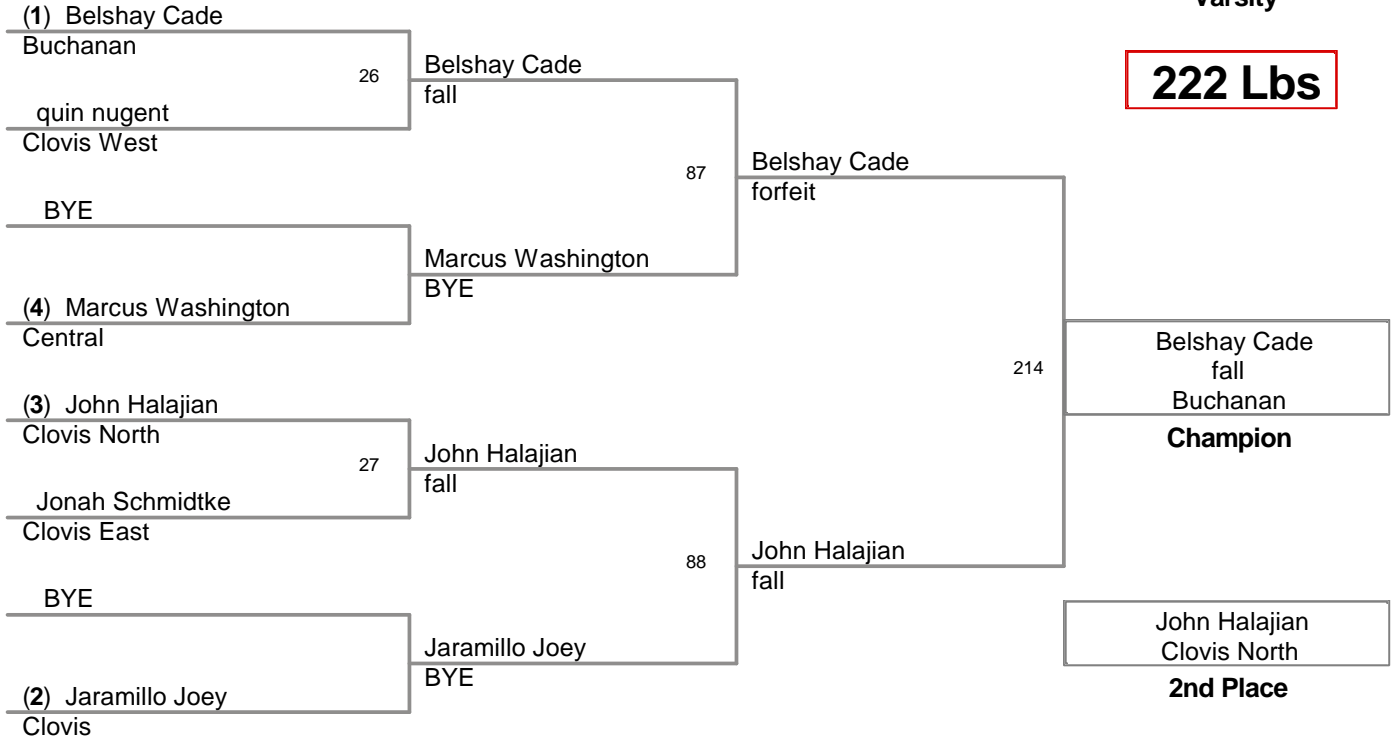 Varsity
222 Lbs
(1) Belshay Cade
Buchanan
26
quin nugent
Clovis West
Belshay Cade
fall
87
BYE
Marcus Washington
BYE
(4) Marcus Washington
Central
Belshay Cade
forfeit
214
(3) John Halajian
Clovis North
27
Jonah Schmidtke
Clovis East
John Halajian
fall
88
BYE
Jaramillo Joey
BYE
(2) Jaramillo Joey
Clovis
John Halajian
fall
Belshay Cade
fall
Buchanan
Champion
John Halajian
Clovis North
2nd Place